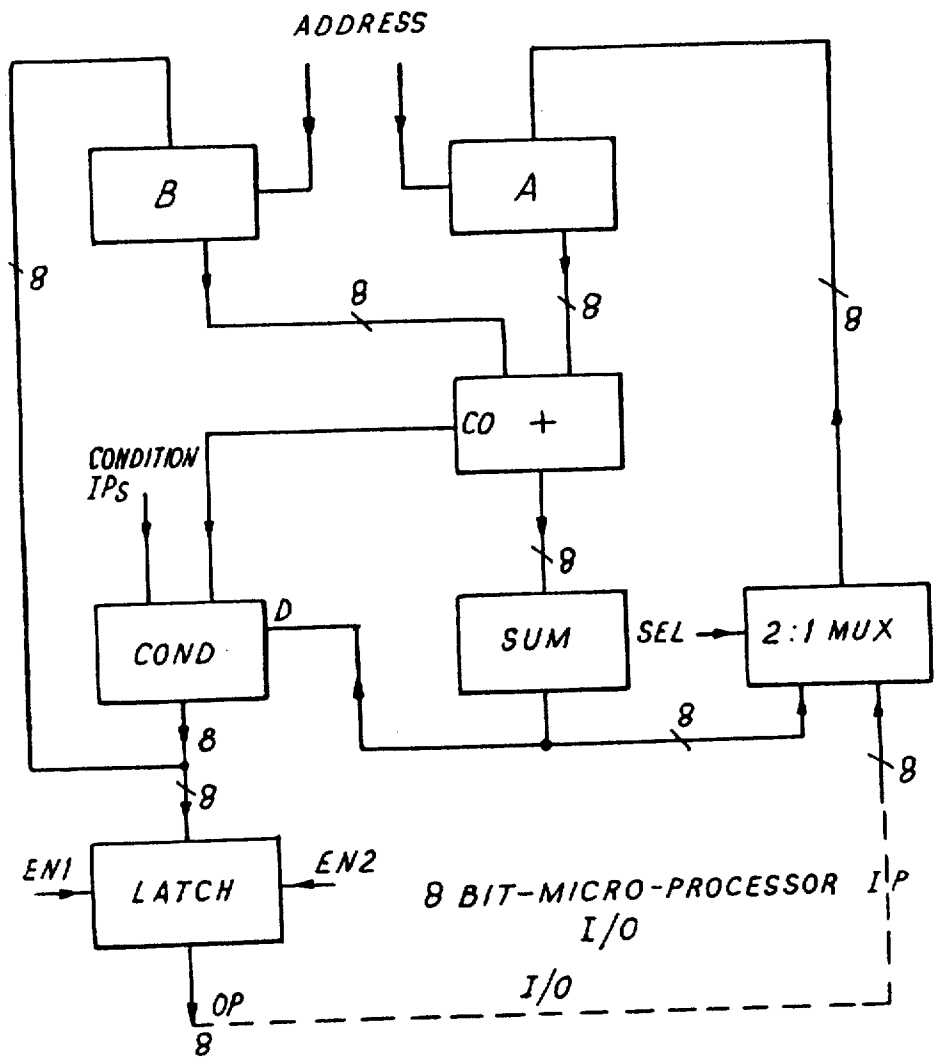 ADDRESS
B
A
8
8
8
8
CO +
CONDITION
IPs
8
D
COND
SUM
SEL
2:1 MUX
8
8
8
8
EN1
LATCH
EN2
8 BIT-MICRO-PROCESSOR
I/O
IP
OP
I/O
8